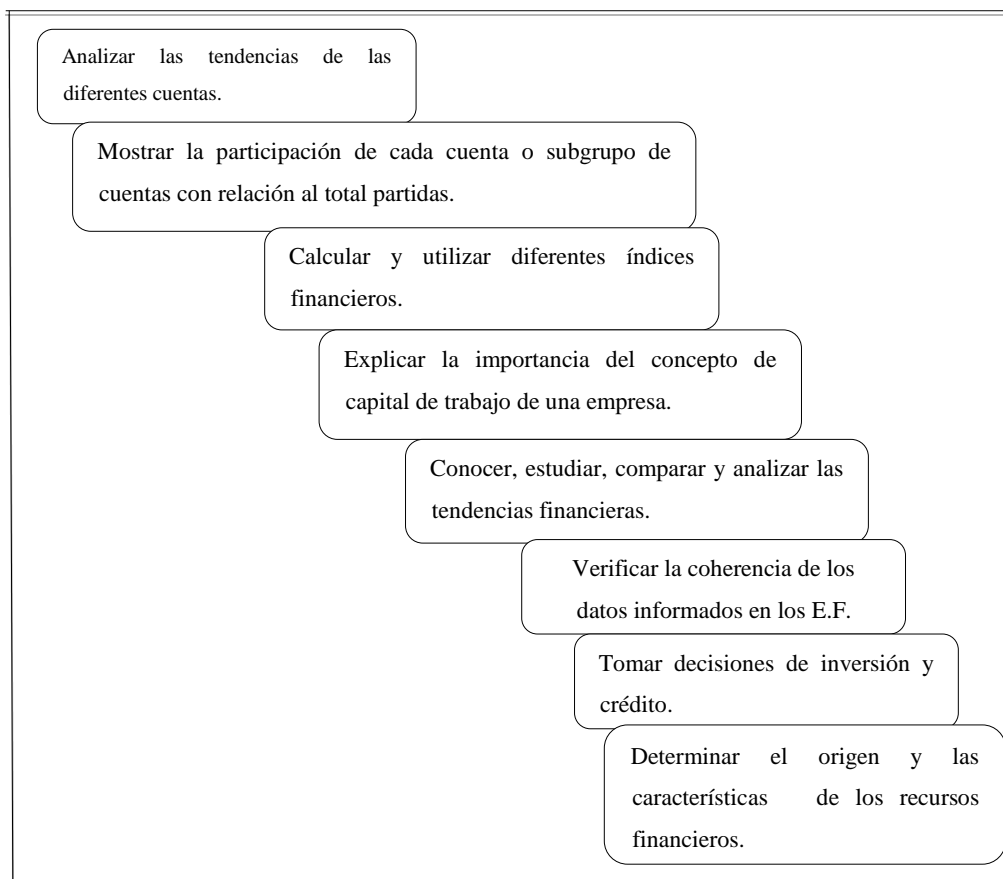 Analizar las tendencias de las
diferentes cuentas.
Mostrar la participación de cada cuenta o subgrupo de
cuentas con relación al total partidas.
Calcular y utilizar diferentes índices
financieros.
Explicar la importancia del concepto de
capital de trabajo de una empresa.
Conocer, estudiar, comparar y analizar las
tendencias financieras.
Verificar la coherencia de los
datos informados en los E.F.
Tomar decisiones de inversión y
crédito.
Determinar el origen y las
características de los recursos
financieros.